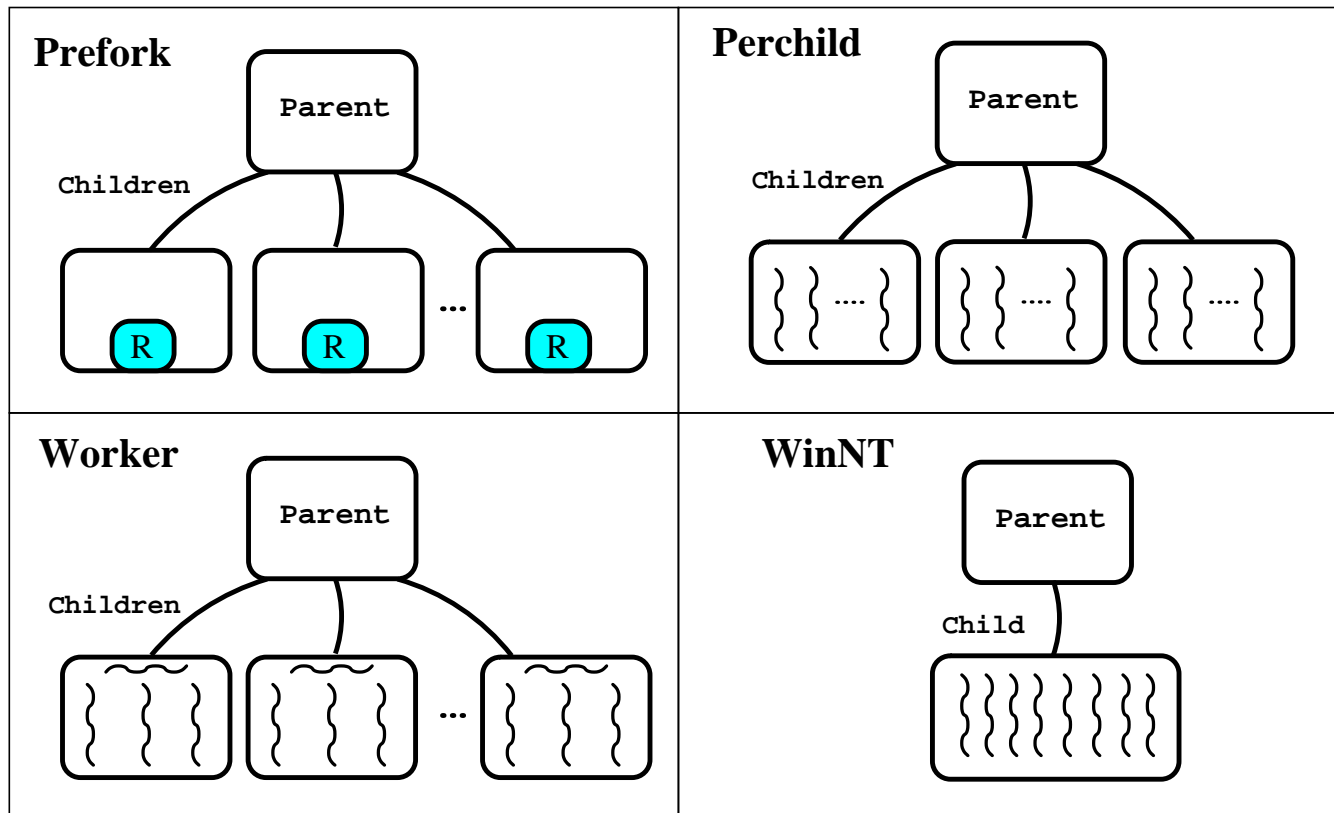 Prefork
Parent
Children
...
R
R
R
Perchild
Parent
Children
....
....
....
Worker
Parent
Children
...
WinNT
Parent
Child